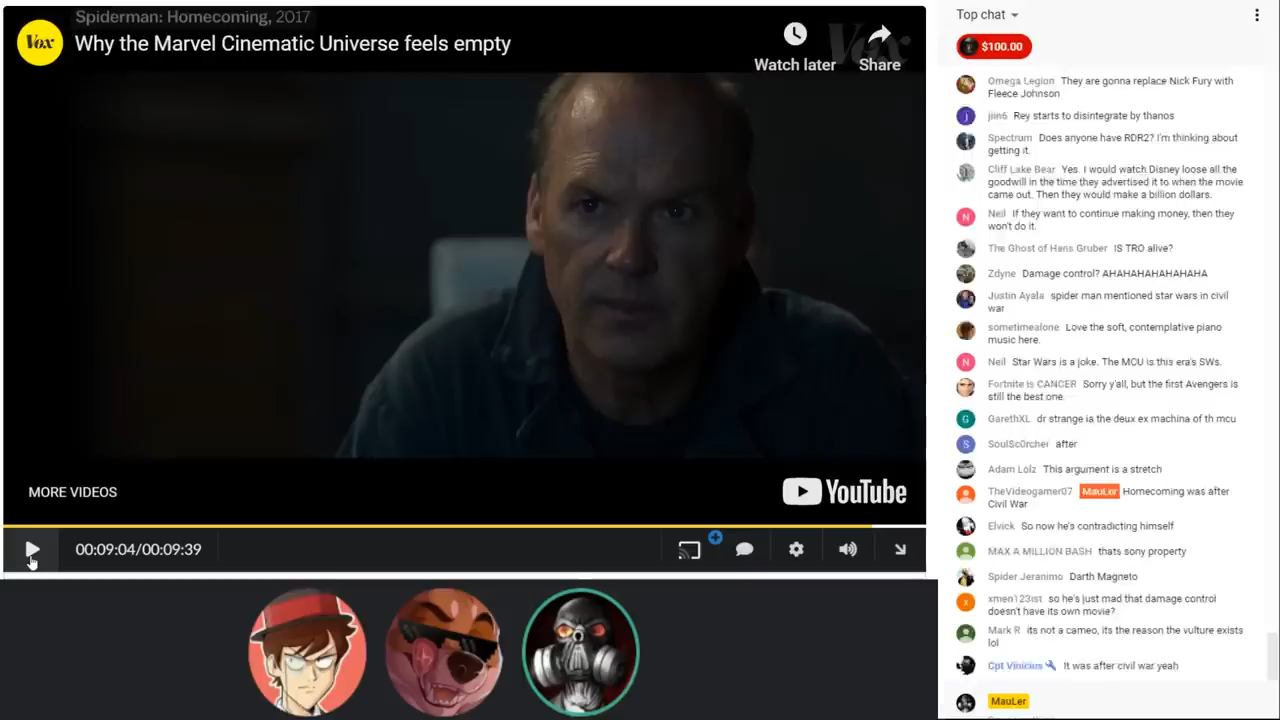 Spiderman: Homecoming, 2017
Vox
Why the Marvel Cinematic Universe feels empty
Vox
Watch later
Share
MORE VIDEOS
YouTube
00:09:04/00:09:39
Top chat
$100.00
Omega Legion They are gonna replace Nick Fury with
Fleece Johnson
J jiin6 Rey starts to disintegrate by thanos
Spectrum Does anyone have RDR2? I'm thinking about
getting it.
Cliff Lake Bear Yes. I would watch Disney loose all the
goodwill in the time they advertised it to when the movie
came out. Then they would make a billion dollars.
N Neil If they want to continue making money, then they
won't do it.
The Ghost of Hans Gruber IS TRO alive?
Zdyne Damage control? AHAHAHAHAHAHA
Justin Ayala spider man mentioned star wars in civil
war
sometimealone Love the soft, contemplative piano
music here.
N Neil Star Wars is a joke. The MCU is this era's SWs.
Fortnite is CANCER Sorry y'all, but the first Avengers is
still the best one.
G GarethXL dr strange ia the deux ex machina of th mcu
S SoulSc0rcher after
Adam Lolz This argument is a stretch
TheVideogamer07 MauLer Homecoming was after
Civil War
Elvick So now he's contradicting himself
MAX A MILLION BASH thats sony property
Spider Jeranimo Darth Magneto
x xmen123ist so he's just mad that damage control
doesn't have its own movie?
Mark R its not a cameo, its the reason the vulture exists
lol
Cpt Vinicius It was after civil war yeah
MauLer